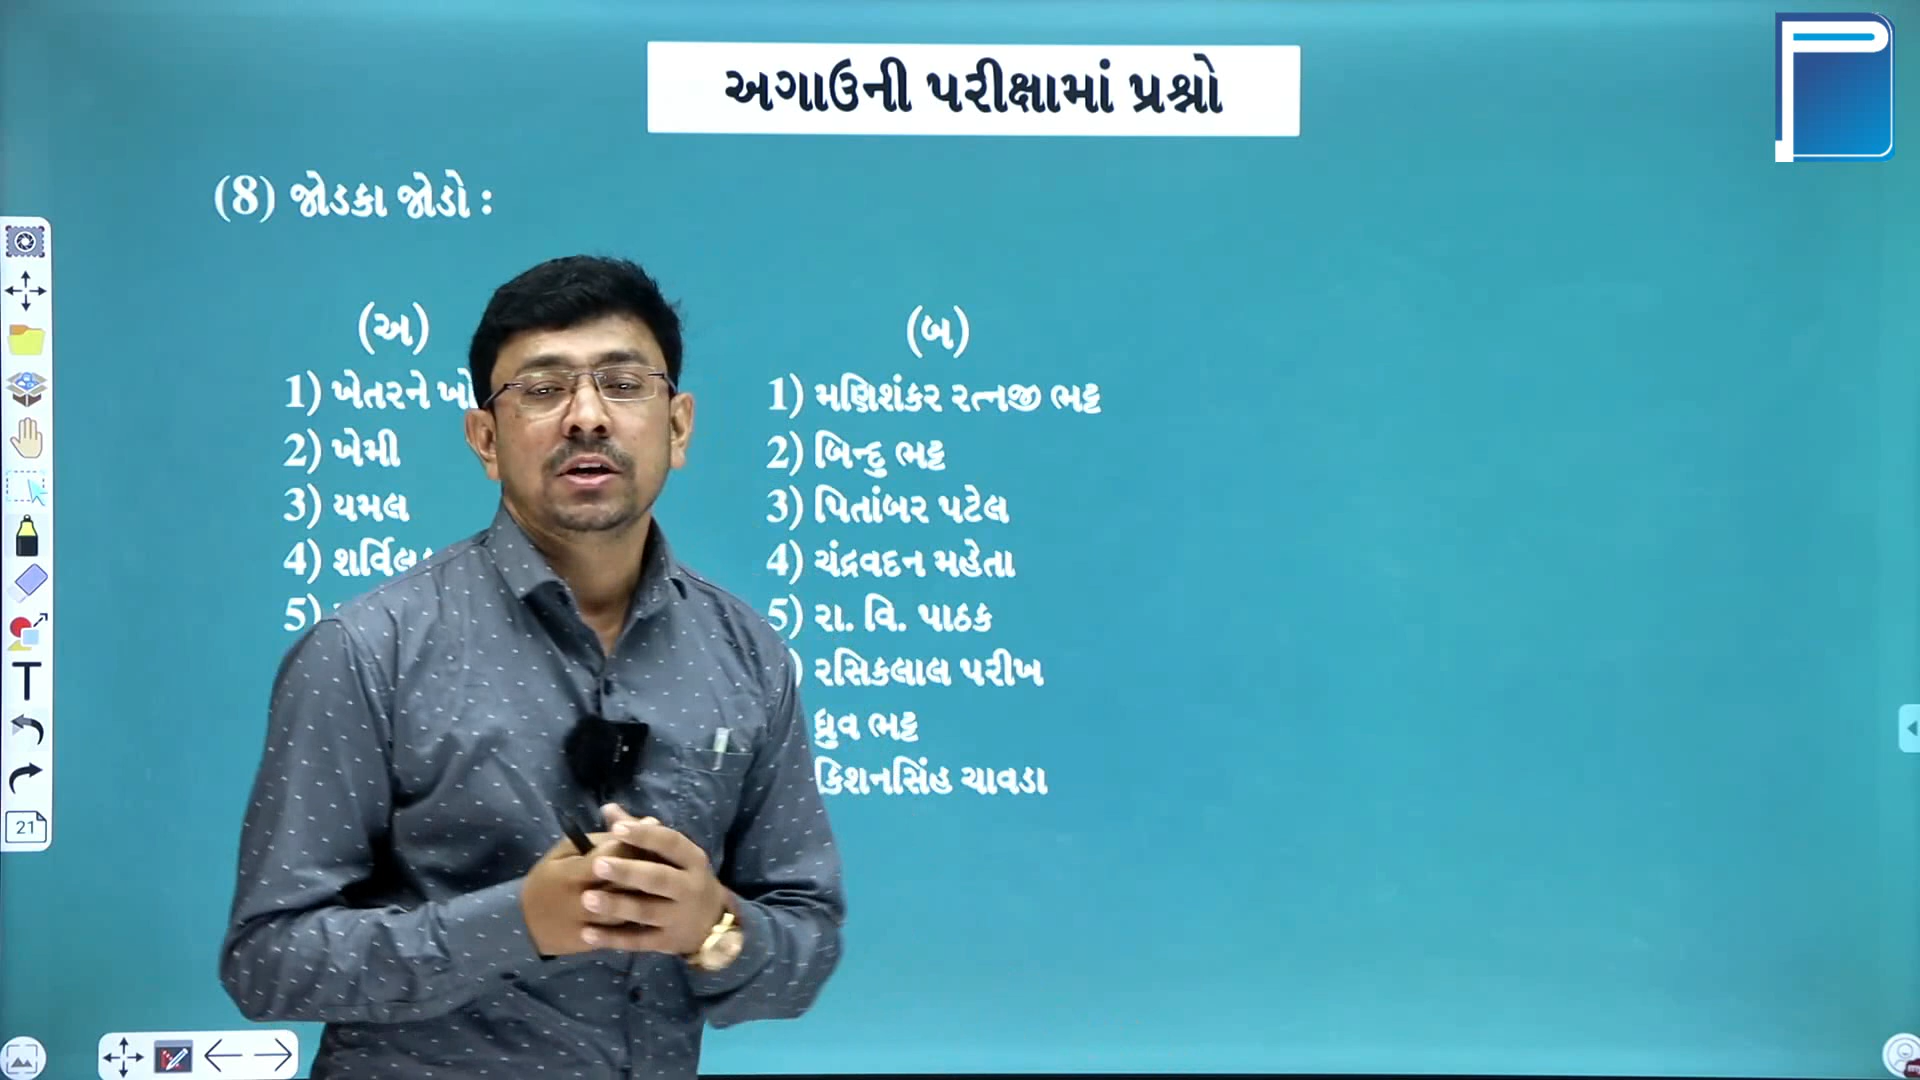 અગાઉની પરીક્ષામાં પ્રશ્નો
(8) જોડકા જોડો :
(અ)
(બ)
1) ખેતરને
1) મણિશંકર રત્નજી ભટ્ટ
2) ખેમી
2) બિન્દુ ભટ્ટ
3) યમલ
3) પિતાંબર પટેલ
4)
4) ચંદ્રવદન મહેતા
5)
5) રા. વિ. પાઠક
) રસિકલાલ પરીખ
ધ્રુવ ભટ્ટ
કિશનસિંહ ચાવડા
T
21